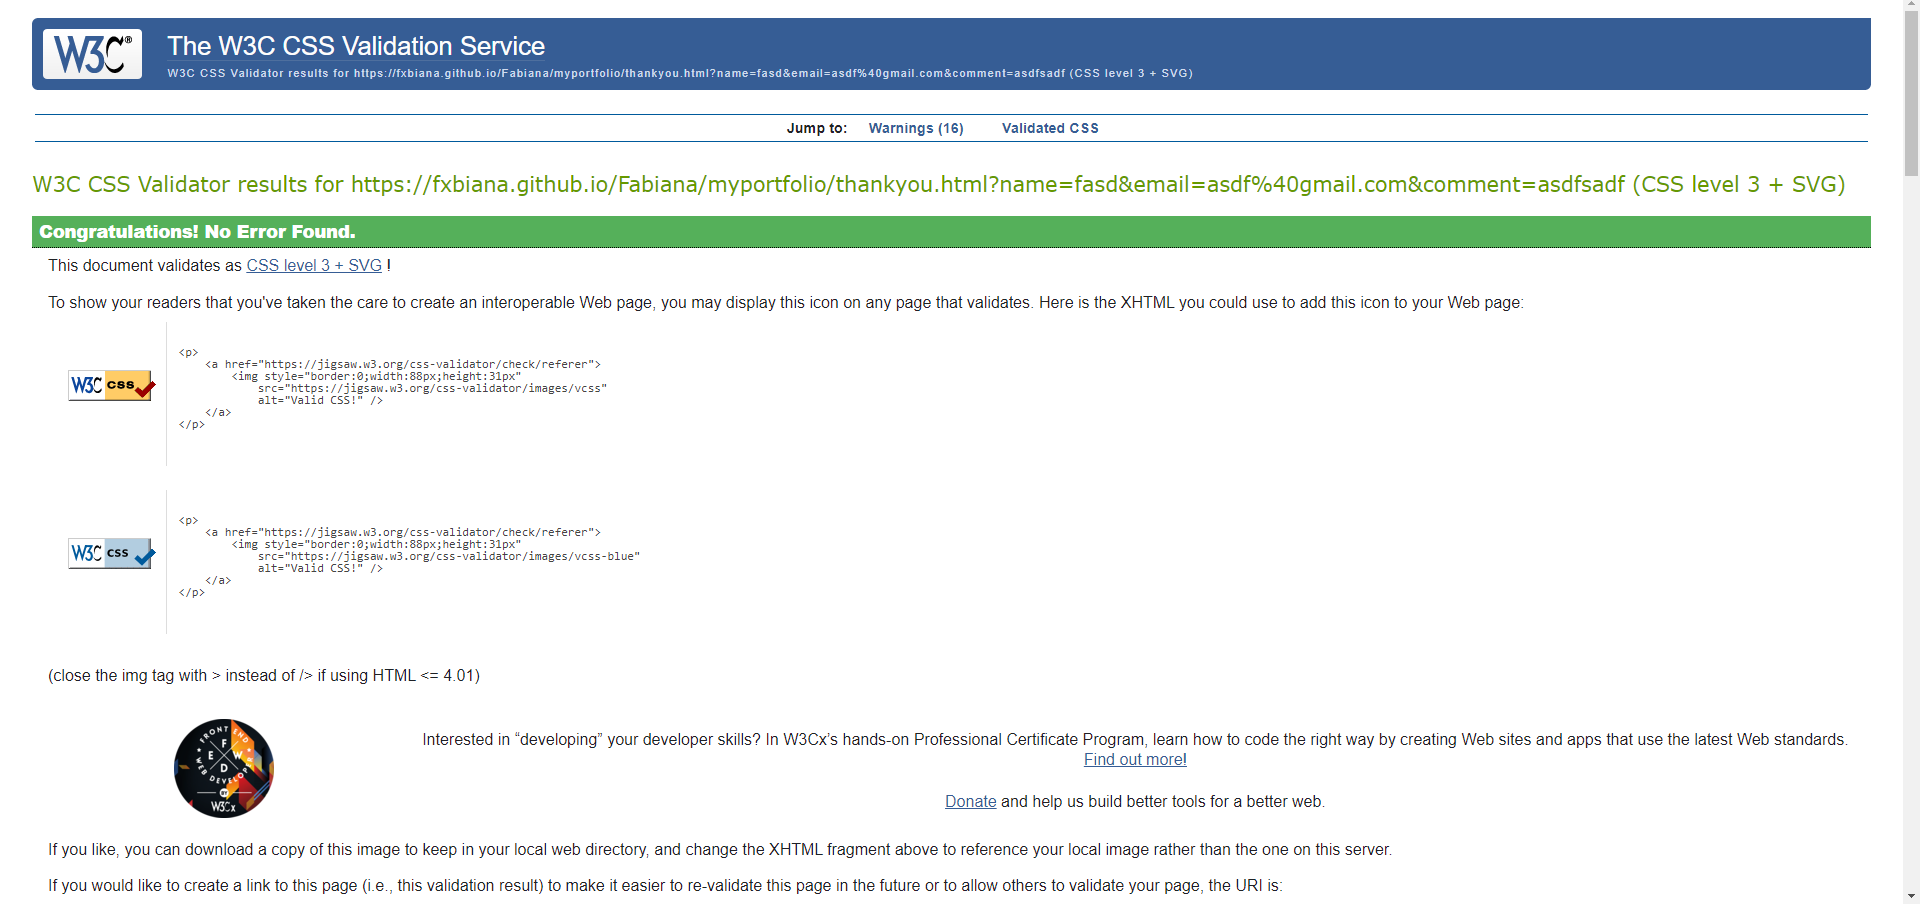 W3C®
The W3C CSS Validation Service
W3C CSS Validator results for https://fxbiana.github.io/Fabiana/myportfolio/thankyou.html?name=fasd&email=asdf%40gmail.com&comment=asdfsadf (CSS level 3 + SVG)
Jump to: Warnings (16) Validated CSS
W3C CSS Validator results for https://fxbiana.github.io/Fabiana/myportfolio/thankyou.html?name=fasd&email=asdf%40gmail.com&comment=asdfsadf (CSS level 3 + SVG)
Congratulations! No Error Found.
This document validates as CSS level 3 + SVG !
To show your readers that you've taken the care to create an interoperable Web page, you may display this icon on any page that validates. Here is the XHTML you could use to add this icon to your Web page:
W3C CSS
<p>
<a href="https://jigsaw.w3.org/css-validator/check/referer">
<img style="border:0;width:88px;height:31px"
src="https://jigsaw.w3.org/css-validator/images/vcss"
alt="Valid CSS!" />
</a>
</p>
W3C CSS
<p>
<a href="https://jigsaw.w3.org/css-validator/check/referer">
<img style="border:0;width:88px;height:31px"
src="https://jigsaw.w3.org/css-validator/images/vcss-blue"
alt="Valid CSS!" />
</a>
</p>
(close the img tag with > instead of /> if using HTML <= 4.01)
FRONT END
F
E W
D
WEB DEVELOPER
BY
W3Cx
Interested in “developing” your developer skills? In W3Cx’s hands-on Professional Certificate Program, learn how to code the right way by creating Web sites and apps that use the latest Web standards.
Find out more!
Donate and help us build better tools for a better web.
If you like, you can download a copy of this image to keep in your local web directory, and change the XHTML fragment above to reference your local image rather than the one on this server.
If you would like to create a link to this page (i.e., this validation result) to make it easier to re-validate this page in the future or to allow others to validate your page, the URI is: